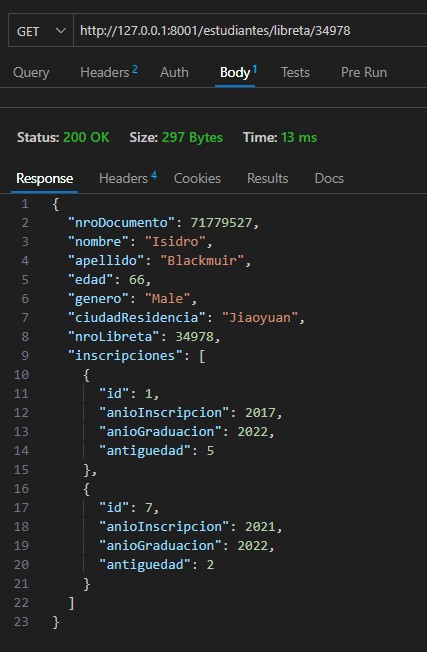 GET http://127.0.0.1:8001/estudiantes/libreta/34978
Query Headers 2 Auth Body 1 Tests Pre Run
Status: 200 OK Size: 297 Bytes Time: 13 ms
Response Headers 4 Cookies Results Docs
1 {
2 "nroDocumento": 71779527,
3 "nombre": "Isidro",
4 "apellido": "Blackmuir",
5 "edad": 66,
6 "genero": "Male",
7 "ciudadResidencia": "Jiaoyuan",
8 "nroLibreta": 34978,
9 "inscripciones": [
10 {
11 "id": 1,
12 "anioInscripcion": 2017,
13 "anioGraduacion": 2022,
14 "antiguedad": 5
15 },
16 {
17 "id": 7,
18 "anioInscripcion": 2021,
19 "anioGraduacion": 2022,
20 "antiguedad": 2
21 }
22 ]
23 }